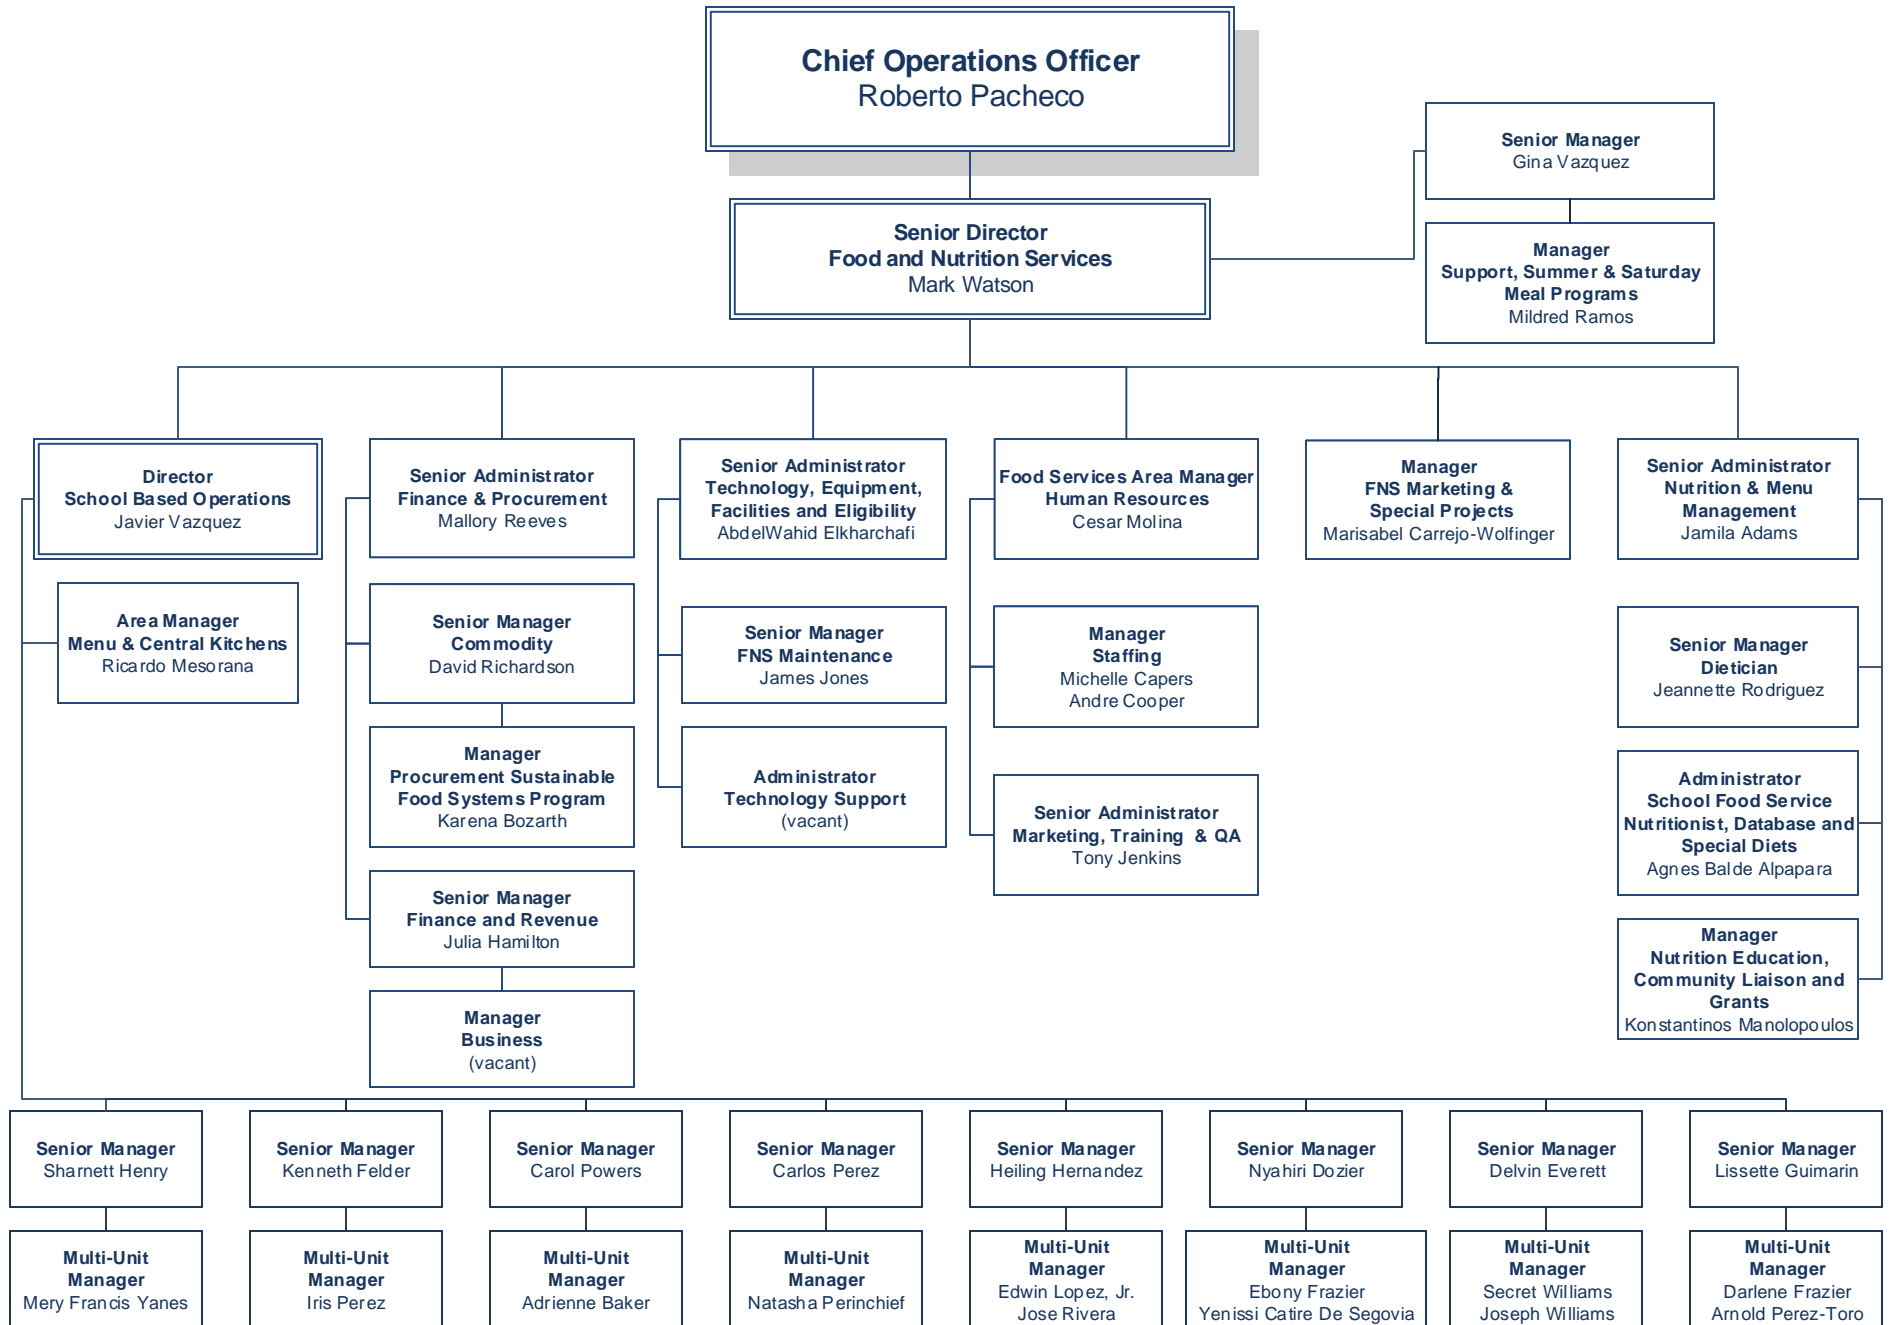 Chief Operations Officer
Roberto Pacheco
Senior Manager
Gina Vazquez
Senior Director
Food and Nutrition Services
Mark Watson
Manager
Support, Summer & Saturday
Meal Programs
Mildred Ramos
Director
School Based Operations
Javier Vazquez
Senior Administrator
Finance & Procurement
Mallory Reeves
Senior Administrator
Technology, Equipment,
Facilities and Eligibility
AbdelWahid Elkharchafi
Food Services Area Manager
Human Resources
Cesar Molina
Manager
FNS Marketing &
Special Projects
Marisabel Carrejo-Wolfinger
Senior Administrator
Nutrition & Menu
Management
Jamila Adams
Area Manager
Menu & Central Kitchens
Ricardo Mesorana
Senior Manager
Commodity
David Richardson
Senior Manager
FNS Maintenance
James Jones
Manager
Staffing
Michelle Capers
Andre Cooper
Senior Manager
Dietician
Jeannette Rodriguez
Manager
Procurement Sustainable
Food Systems Program
Karena Bozarth
Administrator
Technology Support
(vacant)
Senior Administrator
Marketing, Training & QA
Tony Jenkins
Administrator
School Food Service
Nutritionist, Database and
Special Diets
Agnes Balde Alpapara
Senior Manager
Finance and Revenue
Julia Hamilton
Manager
Nutrition Education,
Community Liaison and
Grants
Konstantinos Manolopoulos
Manager
Business
(vacant)
Senior Manager
Sharnett Henry
Senior Manager
Kenneth Felder
Senior Manager
Carol Powers
Senior Manager
Carlos Perez
Senior Manager
Heiling Hernandez
Senior Manager
Nyahiri Dozier
Senior Manager
Delvin Everett
Senior Manager
Lissette Guimarin
Multi-Unit
Manager
Mery Francis Yanes
Multi-Unit
Manager
Iris Perez
Multi-Unit
Manager
Adrienne Baker
Multi-Unit
Manager
Natasha Perinchief
Multi-Unit
Manager
Edwin Lopez, Jr.
Jose Rivera
Multi-Unit
Manager
Ebony Frazier
Yenissi Catire De Segovia
Multi-Unit
Manager
Secret Williams
Joseph Williams
Multi-Unit
Manager
Darlene Frazier
Arnold Perez-Toro